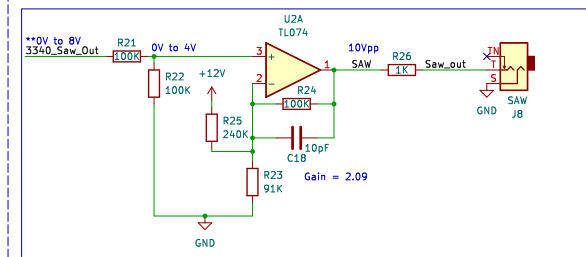 U2A
TL074
**0V to 8V
3340_Saw_Out
R21
100K
0V to 4V
3
+
2
-
1
10Vpp
SAW
R26
1K
Saw_out
TN
T
S
GND
SAW
J8
R22
100K
+12V
R24
100K
R25
240K
10pF
C18
R23
91K
Gain = 2.09
GND